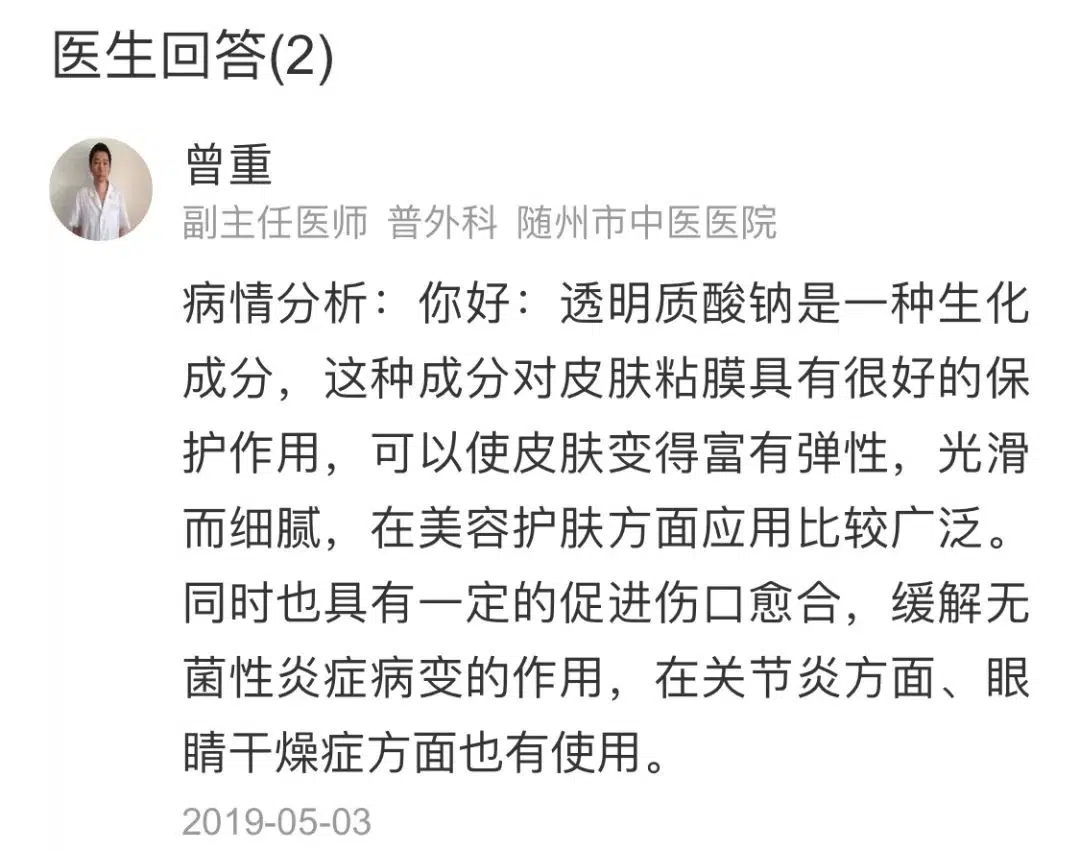 医生回答(2)
曾重
副主任医师 普外科 随州市中医医院
病情分析：你好：透明质酸钠是一种生化
成分，这种成分对皮肤粘膜具有很好的保
护作用，可以使皮肤变得富有弹性，光滑
而细腻，在美容护肤方面应用比较广泛。
同时也具有一定的促进伤口愈合，缓解无
菌性炎症病变的作用，在关节炎方面、眼
睛干燥症方面也有使用。
2019-05-03